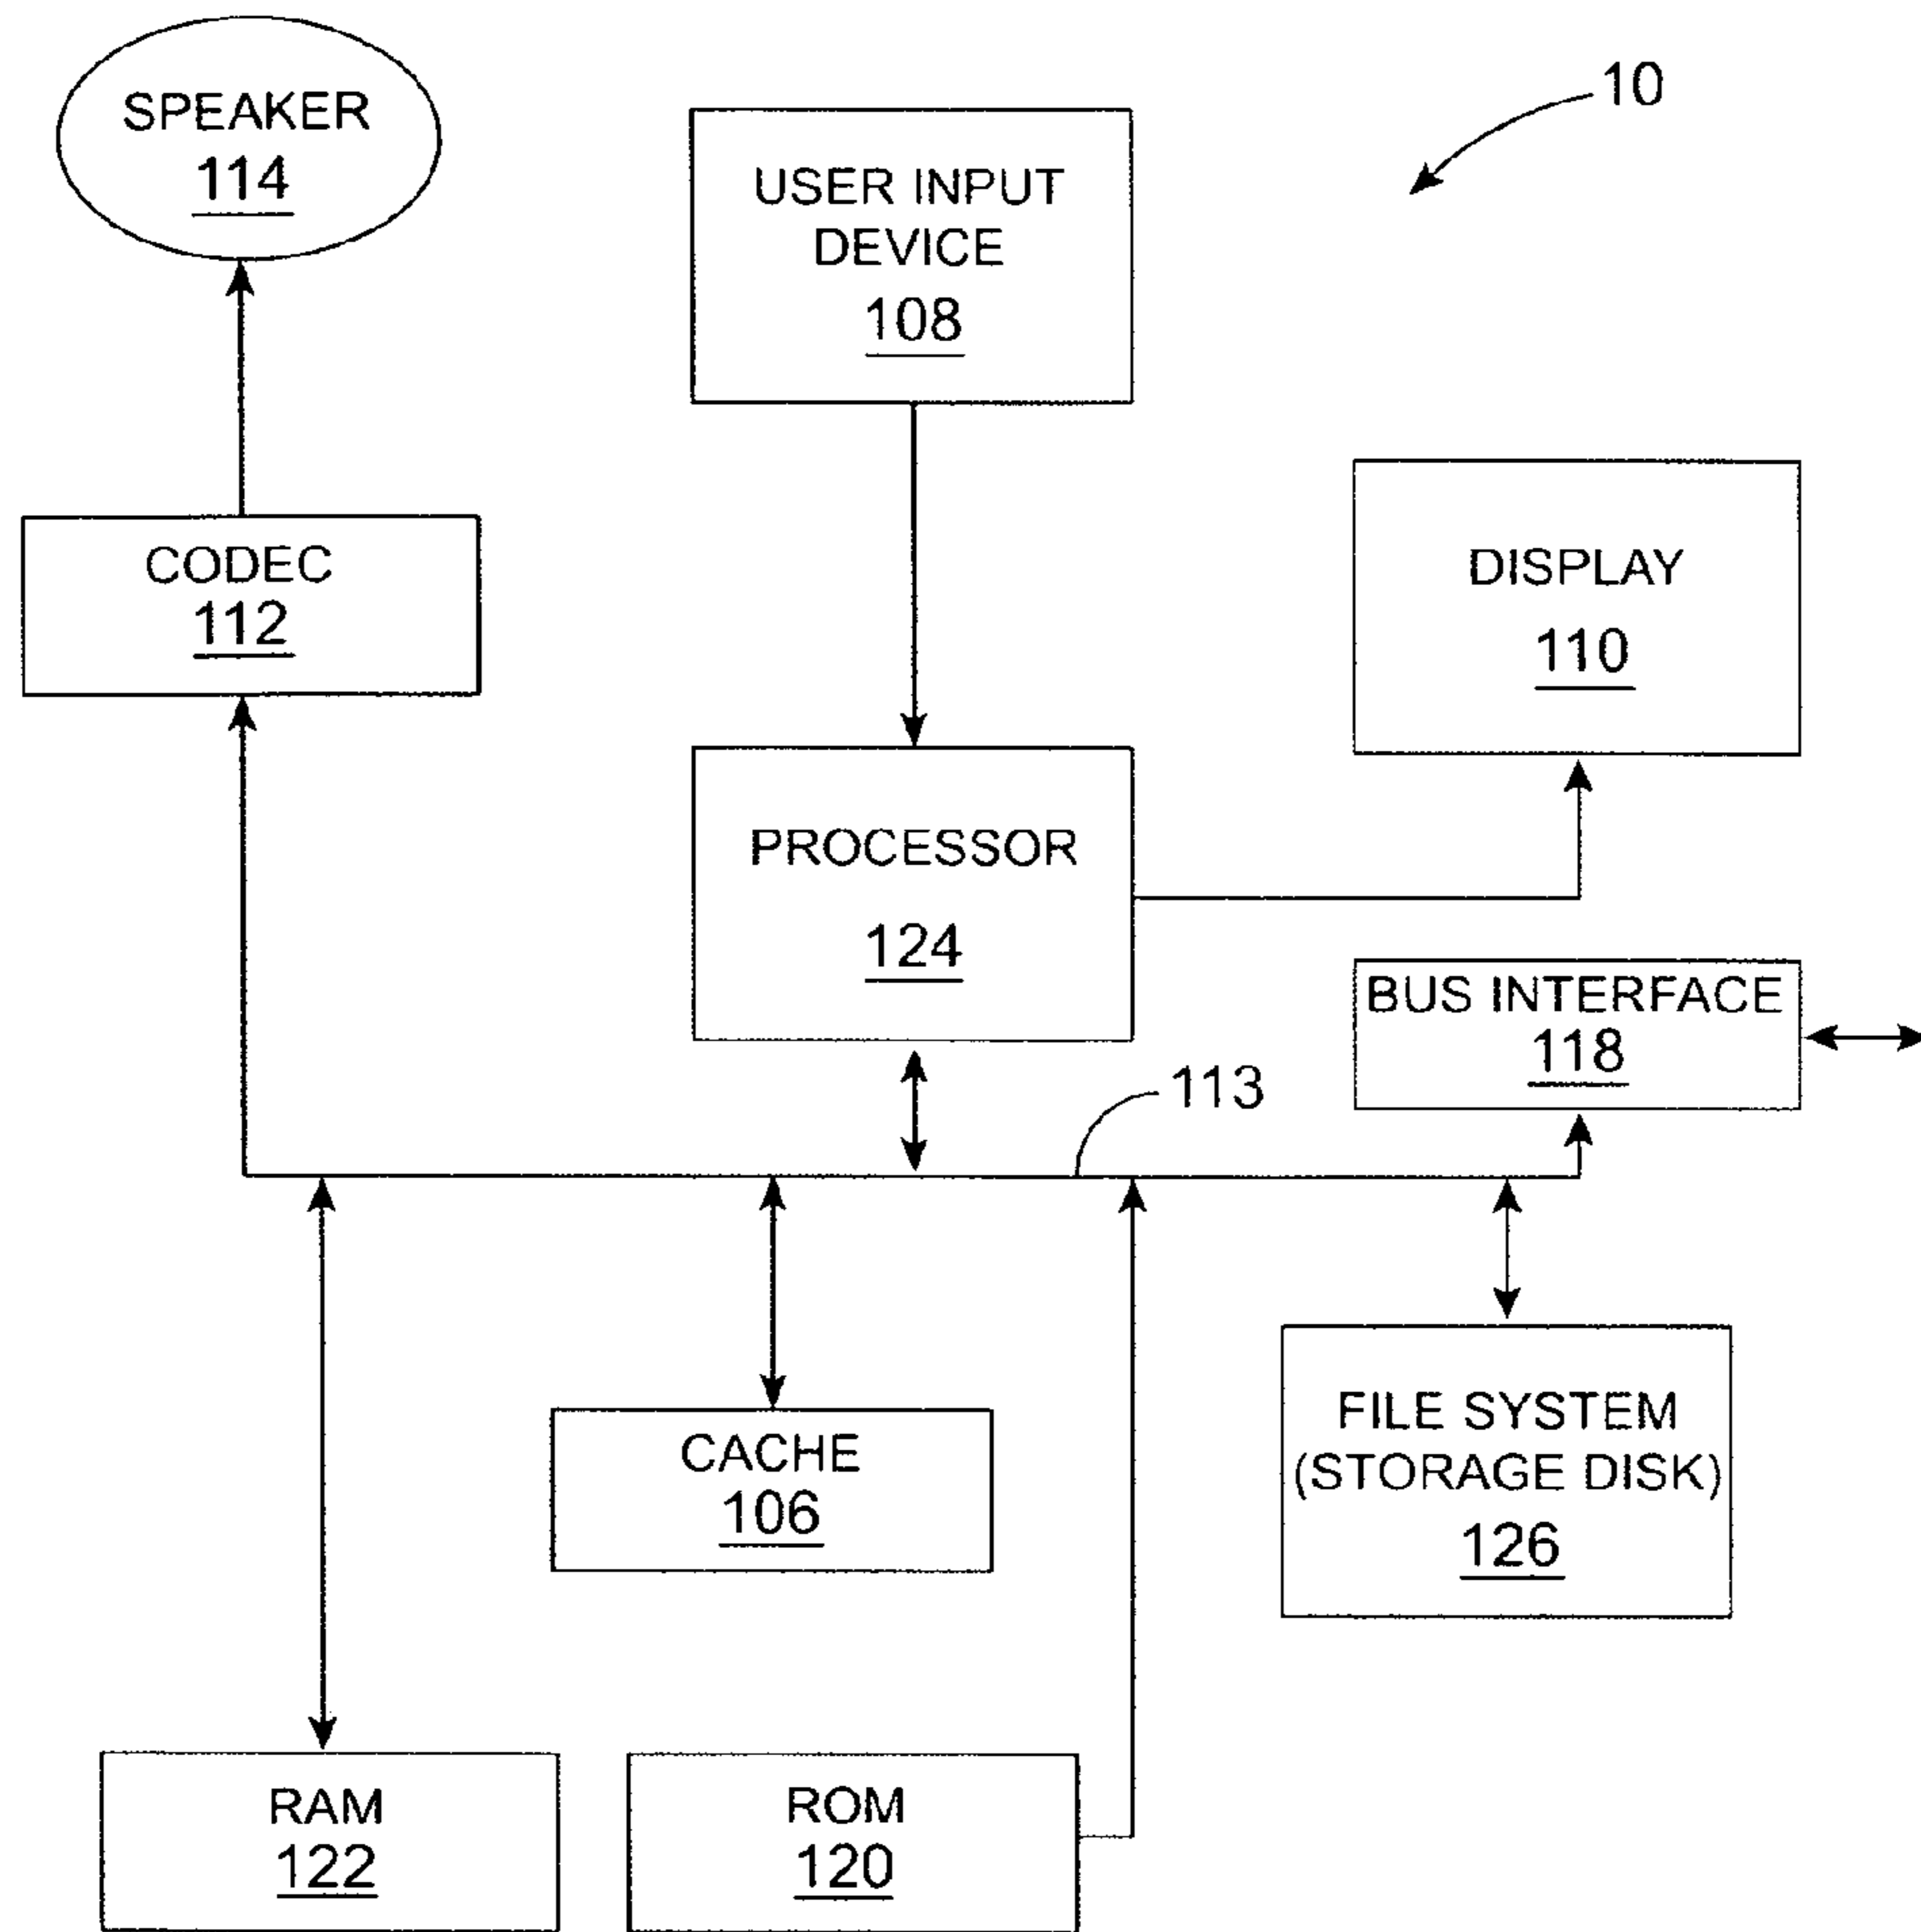 SPEAKER
114
10
USER INPUT
DEVICE
108
CODEC
112
DISPLAY
110
PROCESSOR
124
BUS INTERFACE
118
113
CACHE
106
FILE SYSTEM
(STORAGE DISK)
126
RAM
122
ROM
120